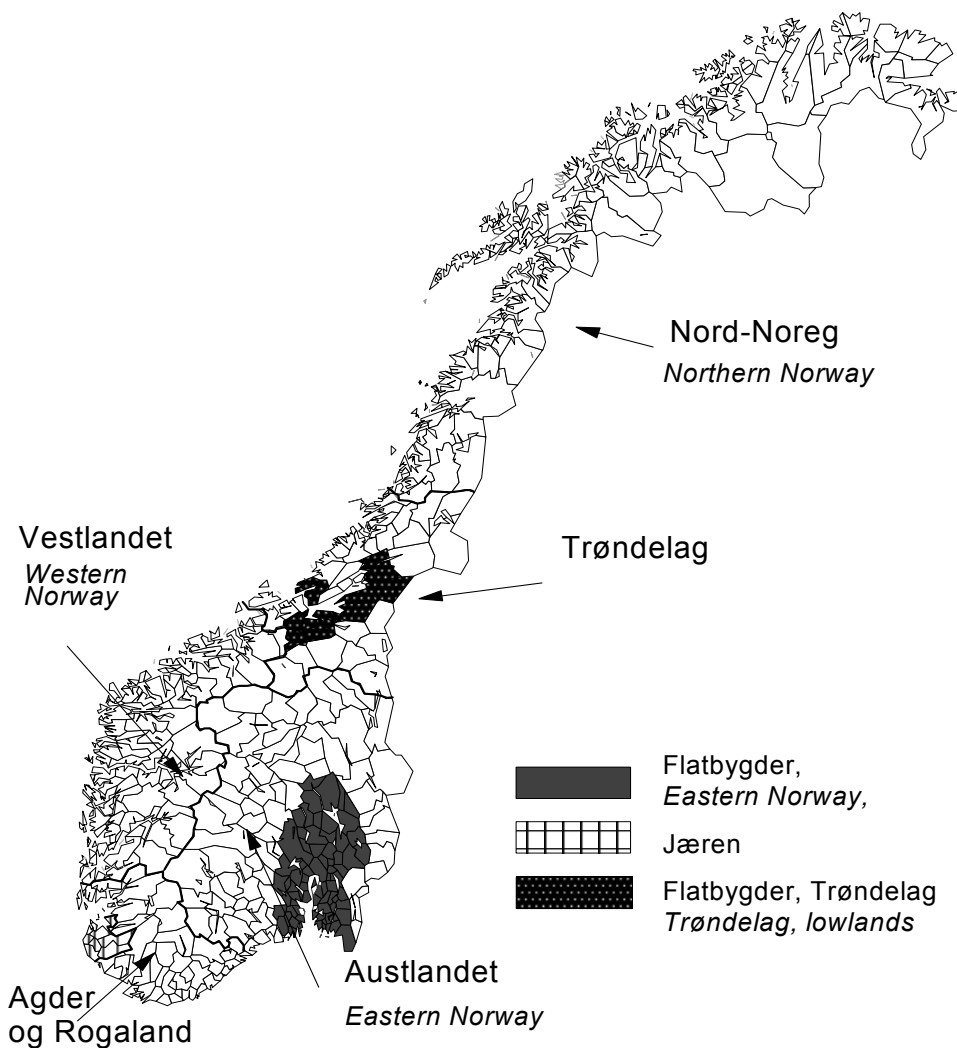 Nord-Noreg
Northern Norway
Vestlandet
Western
Norway
Trøndelag
Flatbygder,
Eastern Norway,
Jæren
Flatbygder, Trøndelag
Trøndelag, lowlands
Austlandet
Eastern Norway
Agder
og Rogaland